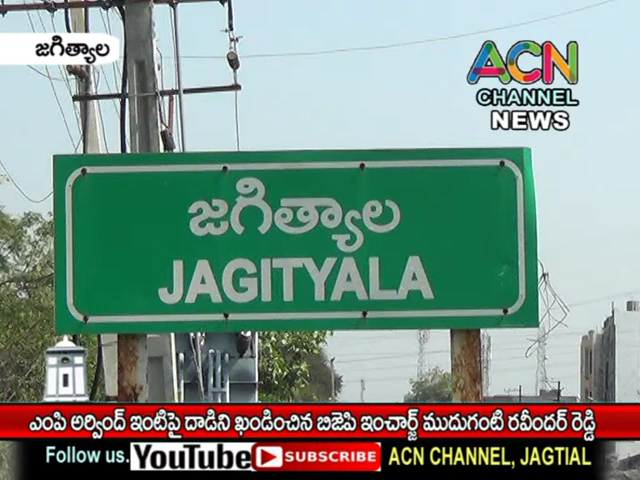 జగిత్యాల
ACN
CHANNEL
NEWS
జగిత్యాల
JAGITYALA
ఎంపి అర్వింద్ ఇంటిపై దాడిని ఖండించిన బిజెపి ఇంచార్జ్ ముదుగంటి రవీందర్ రెడ్డి
Follow us. YouTube SUBSCRIBE ACN CHANNEL, JAGTIAL